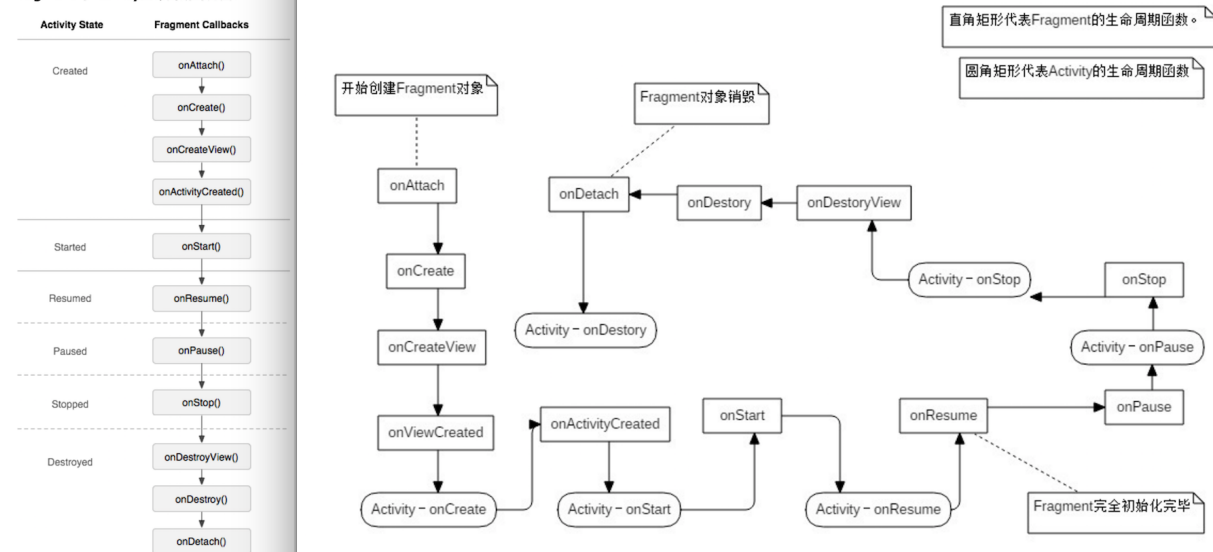 Activity State
Fragment Callbacks
Created
onAttach()
onCreate()
onCreateView()
onActivityCreated()
Started
onStart()
Resumed
onResume()
Paused
onPause()
Stopped
onStop()
Destroyed
onDestroyView()
onDestroy()
onDetach()
直角矩形代表Fragment的生命周期函数。
圆角矩形代表Activity的生命周期函数
开始创建Fragment对象
Fragment对象销毁
onAttach
onDetach
onDestory
onDestoryView
onCreate
Activity－onStop
onStop
onCreateView
Activity－onDestory
Activity－onPause
onViewCreated
onActivityCreated
onStart
onResume
onPause
Activity－onCreate
Activity－onStart
Activity－onResume
Fragment完全初始化完毕